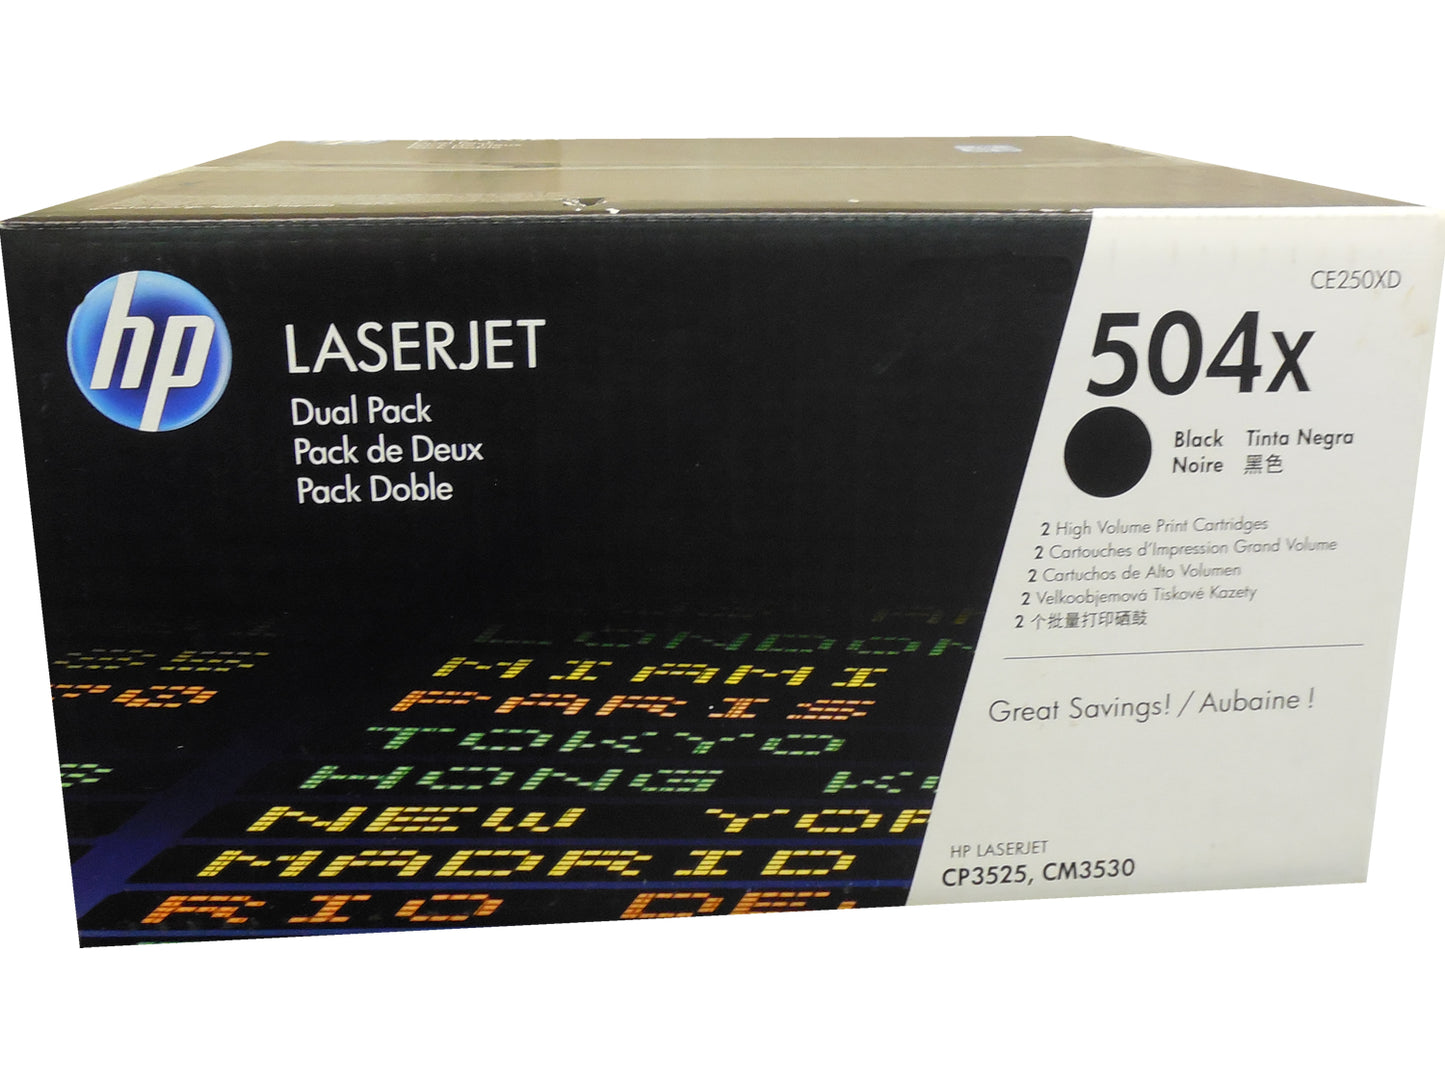 hp
LASERJET
Dual Pack
Pack de Deux
Pack Doble
CE250XD
504x
Black Tinta Negra
Noire 黑色
2 High Volume Print Cartridges
2 Cartouches d'Impression Grand Volume
2 Cartuchos de Alto Volumen
2 Velkoobjemová Tiskové Kazety
2 个批量打印硒鼓
Great Savings! / Aubaine !
HP LASERJET
CP3525, CM3530
LONDON
MIAMI
PARIS
TOKYO
HONG K
NEW YOR
MADRID
RIO DE